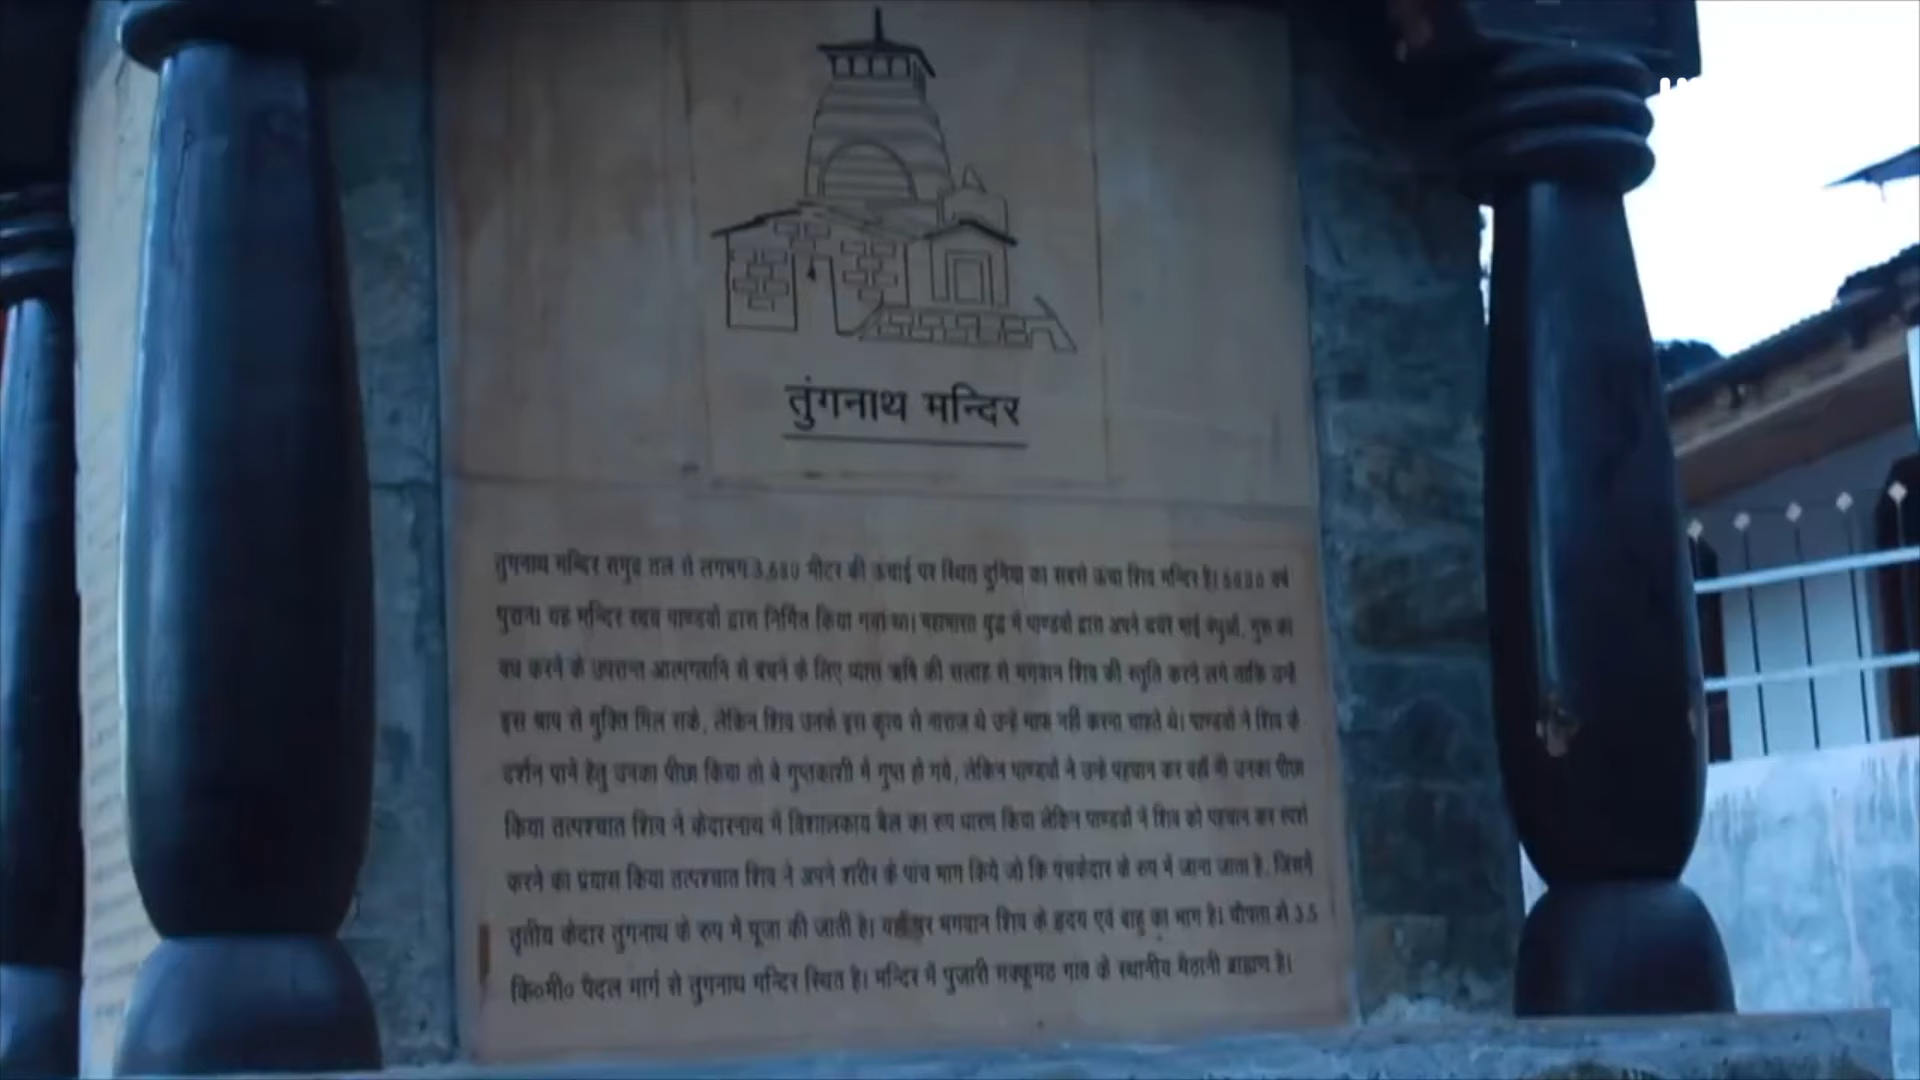 तुंगनाथ मन्दिर
तुगनाथ मन्दिर समुद्र तल से लगभग 3,680 मीटर की ऊंचाई पर स्थित दुनिया का सबसे ऊंचा शिव मन्दिर है।
पुराना यह मन्दिर स्वयं पाण्डवों द्वारा निर्मित किया गया था। महाभारत युद्ध में पाण्डवों द्वारा अपने भाई गुरू का
वध करने के उपरान्त आत्मग्लानि से बचने के लिए व्यास ऋषि की सलाह से भगवान शिव की स्तुति करने लगे ताकि उन्हें
इस श्राप से मुक्ति मिल सके, लेकिन शिव उनके इस कृत्य से नाराज थे उन्हें माफ नहीं करना चाहते थे। पाण्डवों ने शिव के
दर्शन पाने हेतु उनका पीछा किया तो वे गुप्तकाशी में गुप्त हो गये, लेकिन पाण्डवों ने उन्हें पहचान कर वहाँ भी उनका पीछा
किया तत्पश्चात शिव ने केदारनाथ में विशालकाय बैल का रूप धारण किया लेकिन पाण्डवों ने शिव को पहचान कर स्पर्श
करने का प्रयास किया तत्पश्चात शिव ने अपने शरीर के पांच भाग किये जो कि पंचकेदार के रूप में जाना जाता है, जिसमें
तृतीय केदार तुगनाथ के रुप मे पूजा की जाती है। यहाँ पर भगवान शिव के हृदय एवं बाहु का भाग है। चोपता से 3.5
कि०मी० पैदल मार्ग से तुगनाथ मन्दिर स्थित है। मन्दिर में पुजारी मक्कूमठ गाव के स्थानीय मैठानी ब्राह्मण है।